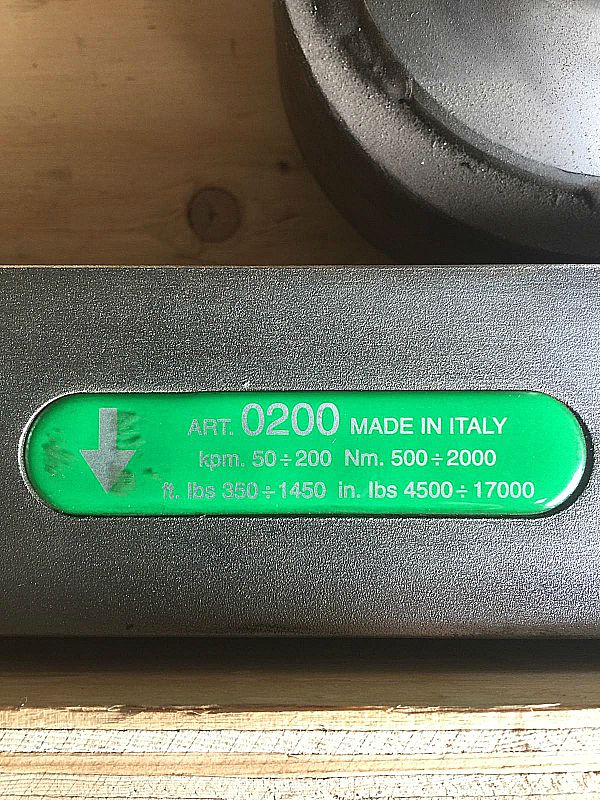 ART. 0200 MADE IN ITALY
kpm. 50÷200 Nm. 500÷2000
ft. lbs 350÷1450 in. lbs 4500÷17000